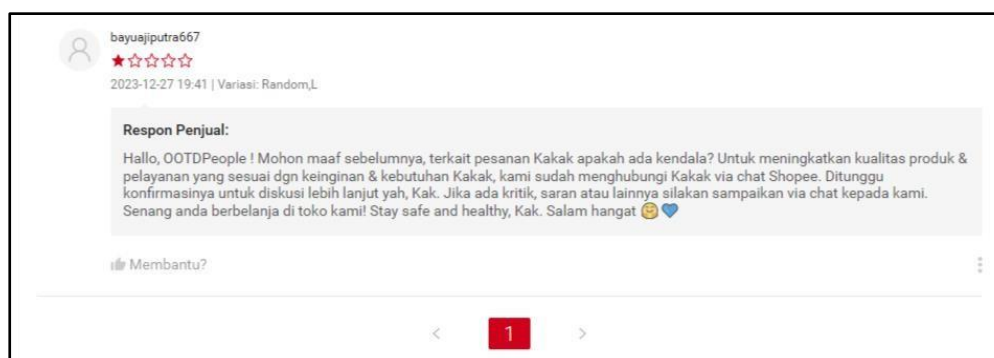 bayuajiputra667
★☆☆☆☆
2023-12-27 19:41 | Variasi: Random,L
Respon Penjual:
Hallo, OOTDPeople ! Mohon maaf sebelumnya, terkait pesanan Kakak apakah ada kendala? Untuk meningkatkan kualitas produk &
pelayanan yang sesuai dgn keinginan & kebutuhan Kakak, kami sudah menghubungi Kakak via chat Shopee. Ditunggu
konfirmasinya untuk diskusi lebih lanjut yah, Kak. Jika ada kritik, saran atau lainnya silakan sampaikan via chat kepada kami.
Senang anda berbelanja di toko kami! Stay safe and healthy, Kak. Salam hangat 🤗💙
Membantu?
< 1 >